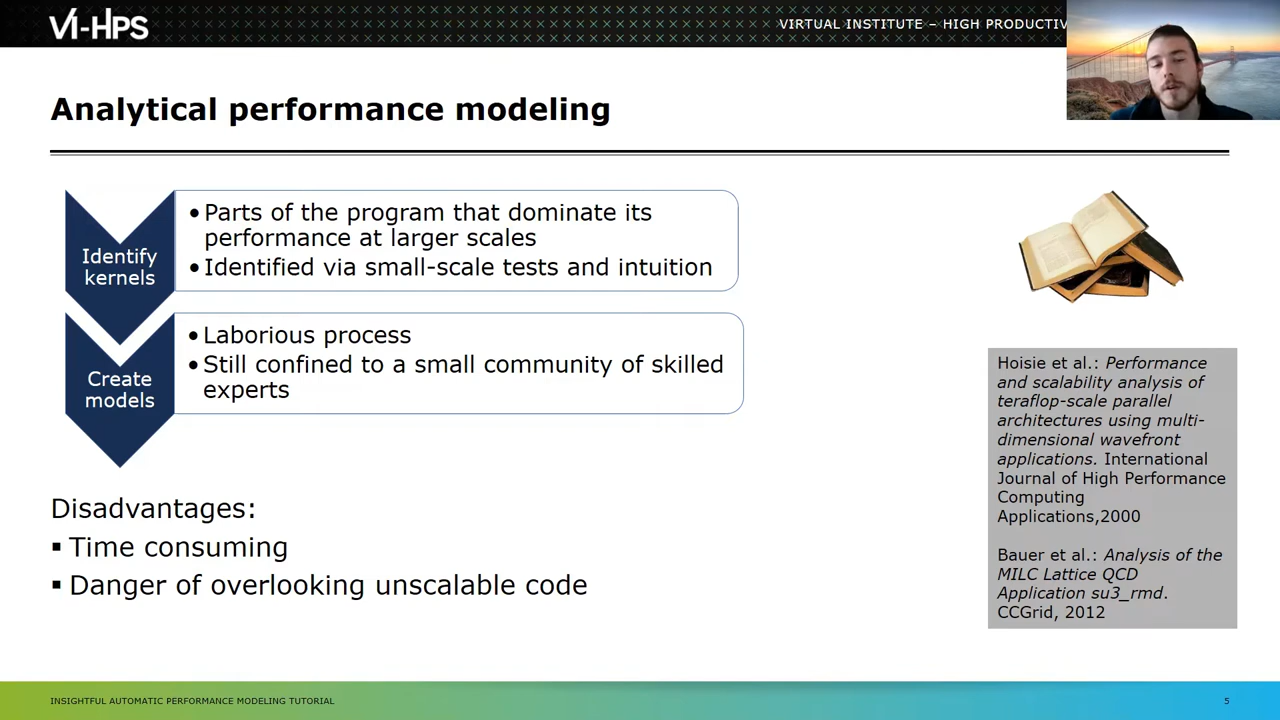 VI-HPS
VIRTUAL INSTITUTE – HIGH PRODUCTIV
Analytical performance modeling
Identify
kernels
•Parts of the program that dominate its
performance at larger scales
•Identified via small-scale tests and intuition
Create
models
•Laborious process
•Still confined to a small community of skilled
experts
Disadvantages:
▪ Time consuming
▪ Danger of overlooking unscalable code
Hoisie et al.: Performance
and scalability analysis of
teraflop-scale parallel
architectures using multi-
dimensional wavefront
applications. International
Journal of High Performance
Computing
Applications,2000
Bauer et al.: Analysis of the
MILC Lattice QCD
Application su3_rmd.
CCGrid, 2012
INSIGHTFUL AUTOMATIC PERFORMANCE MODELING TUTORIAL
5